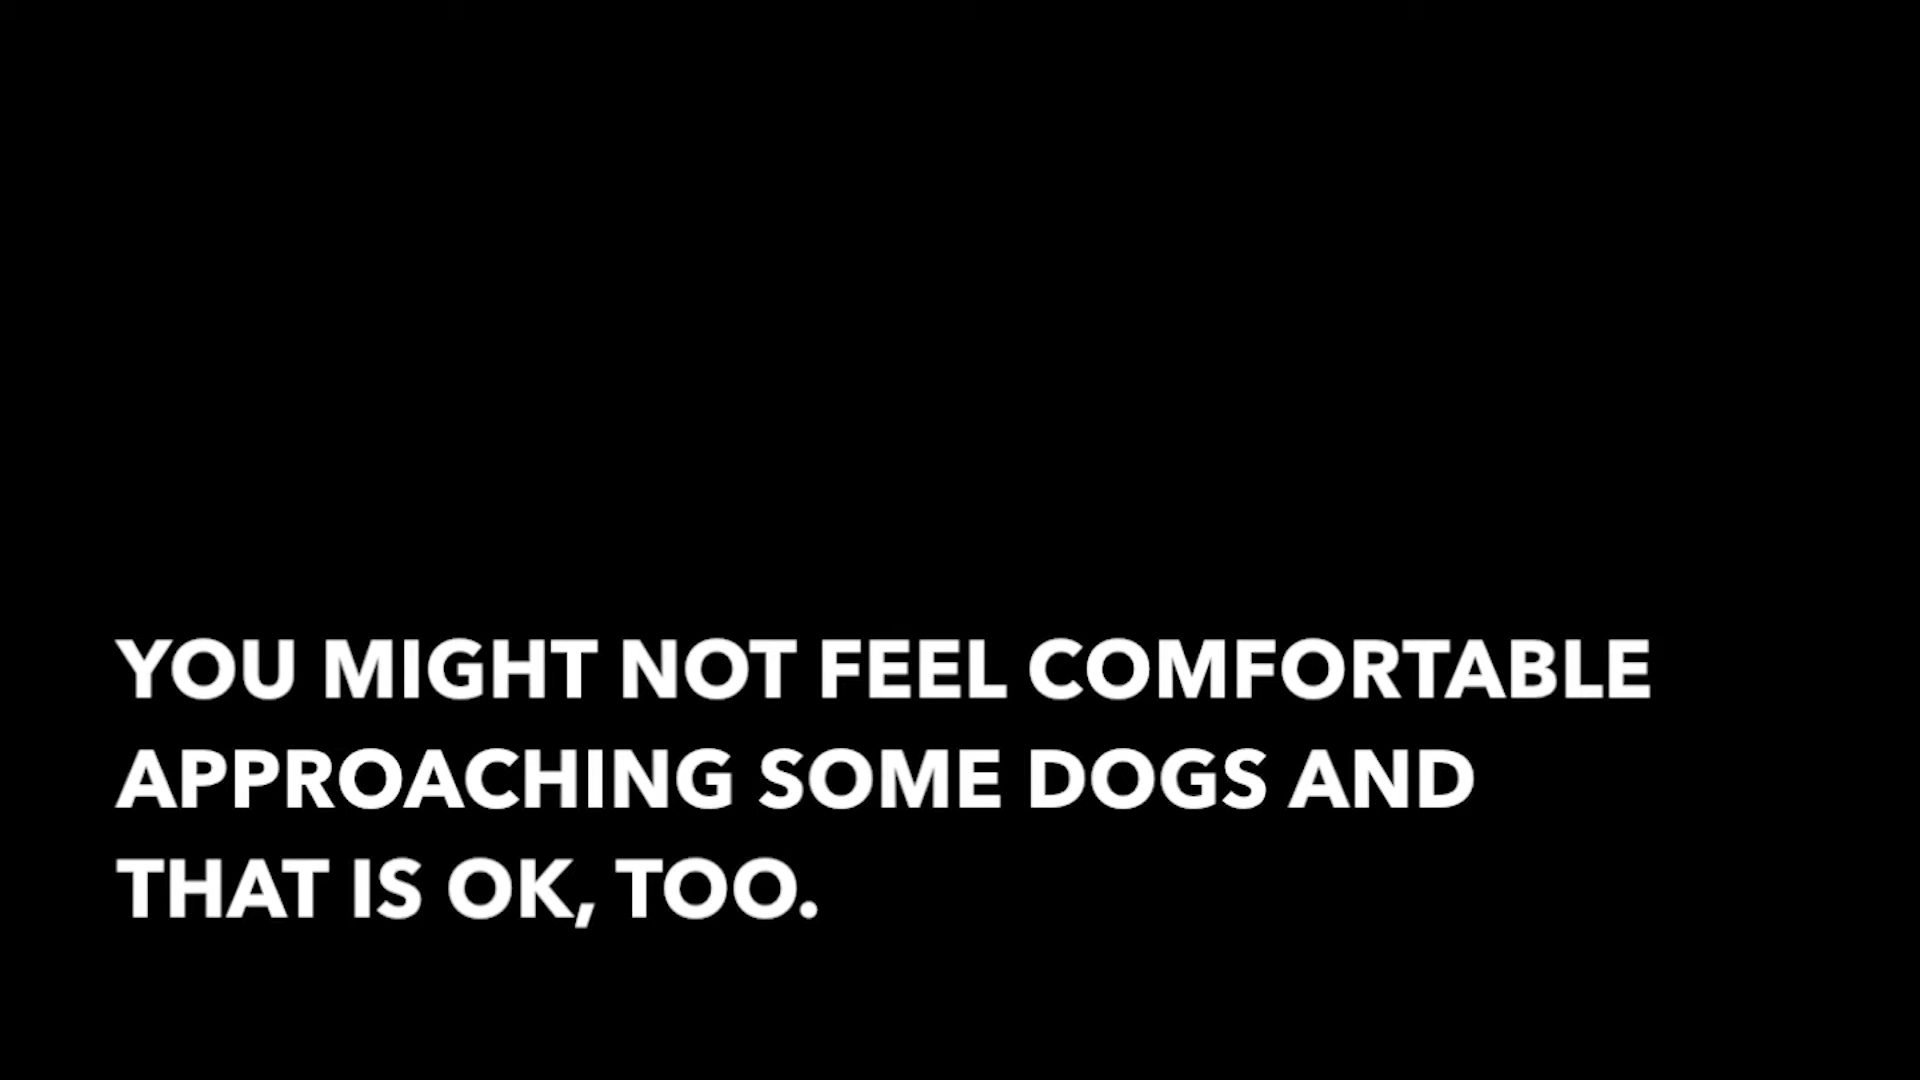 YOU MIGHT NOT FEEL COMFORTABLE
APPROACHING SOME DOGS AND
THAT IS OK, TOO.